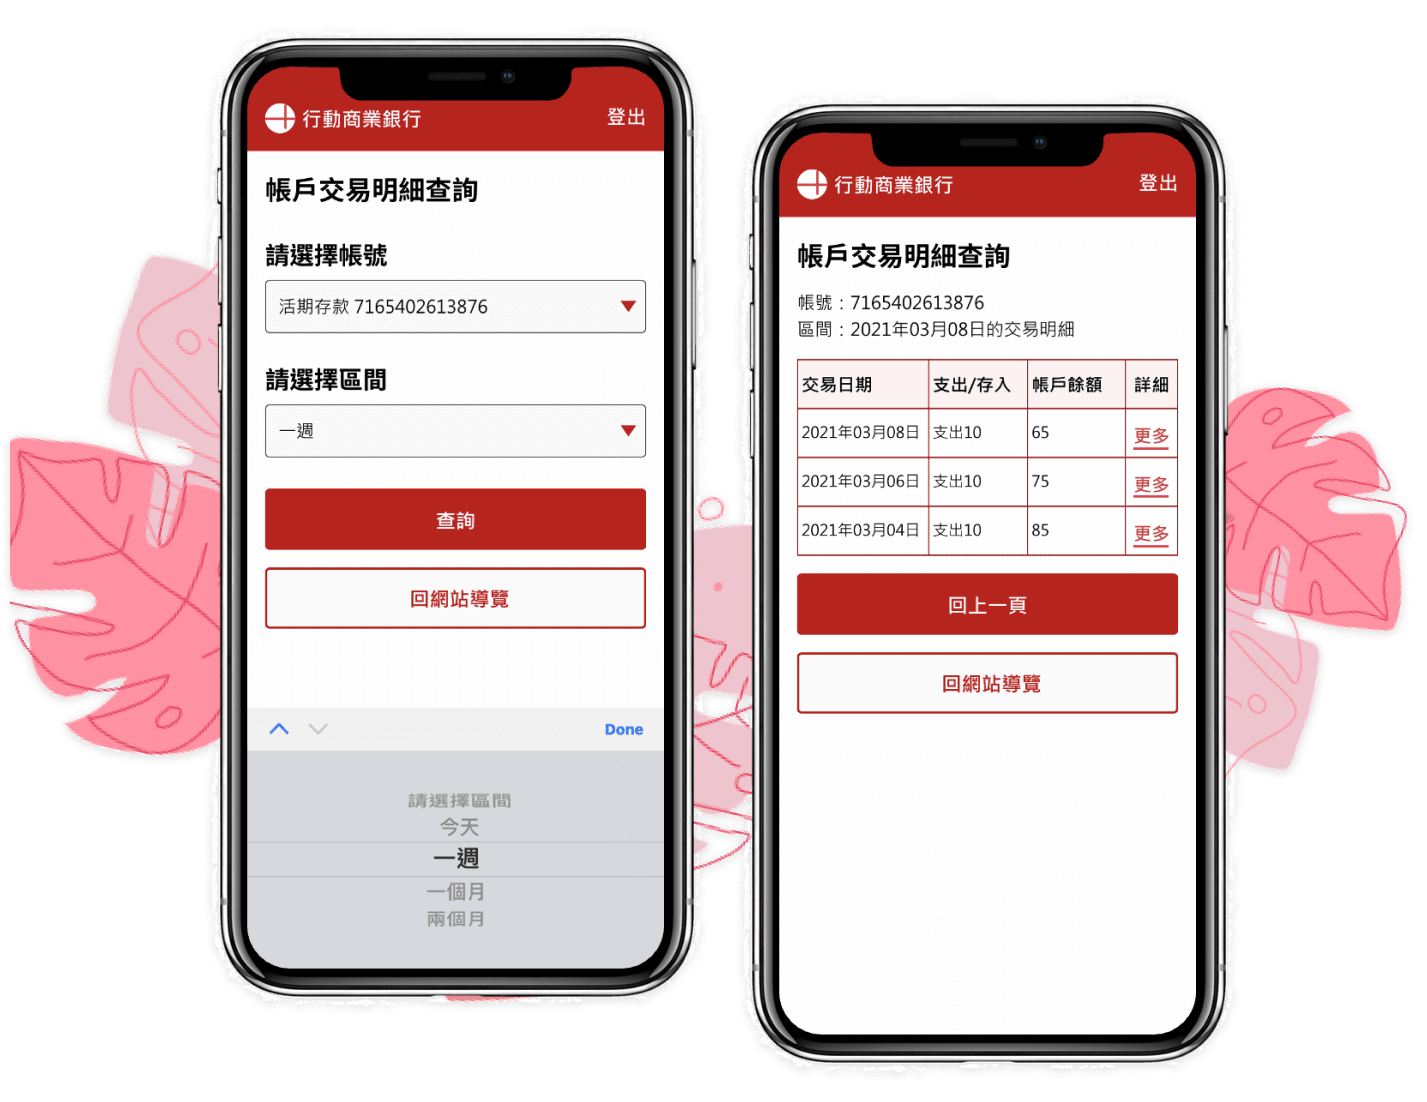 行動商業銀行
登出
帳戶交易明細查詢
請選擇帳號
活期存款 7165402613876
請選擇區間
一週
查詢
回網站導覽
Done
請選擇區間
今天
一週
一個月
兩個月
行動商業銀行
登出
帳戶交易明細查詢
帳號：7165402613876
區間：2021年03月08日的交易明細
交易日期 支出/存入 帳戶餘額 詳細
2021年03月08日 支出10 65 更多
2021年03月06日 支出10 75 更多
2021年03月04日 支出10 85 更多
回上一頁
回網站導覽